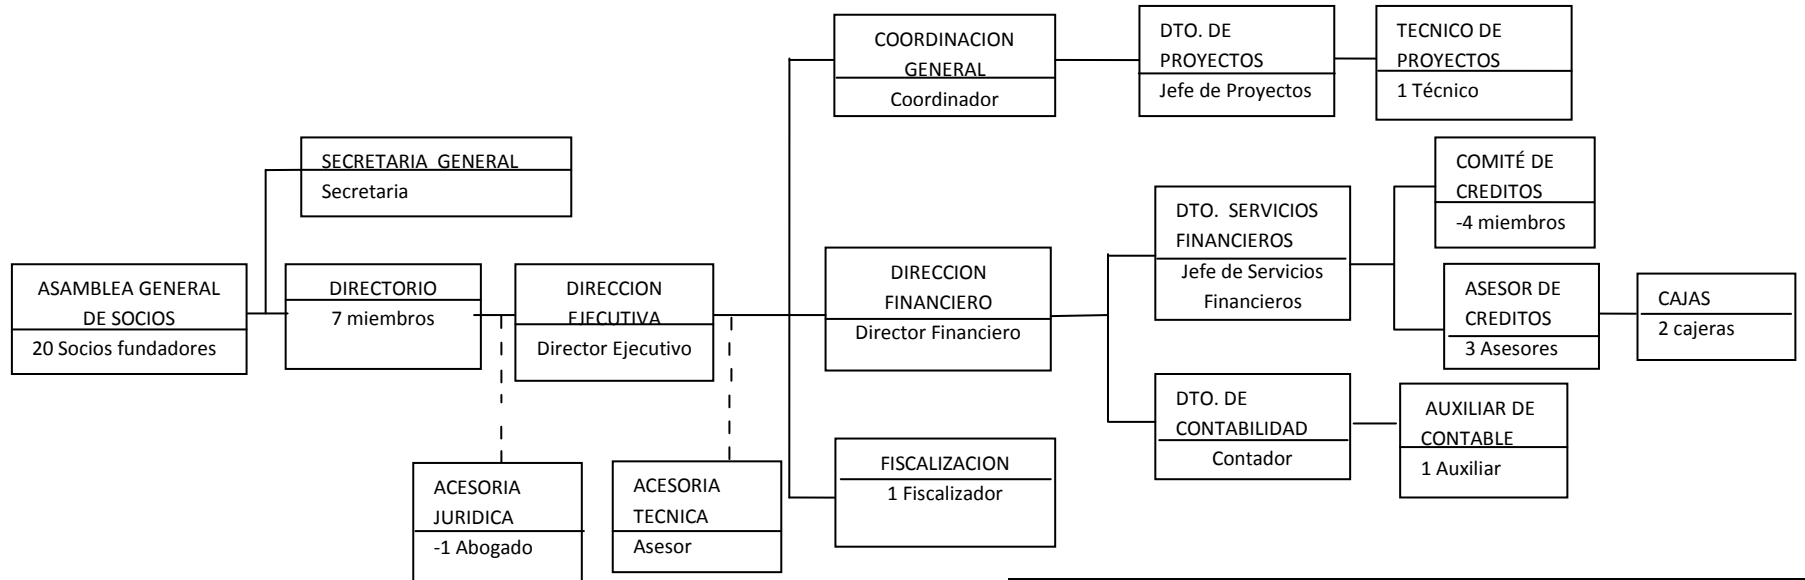 COORDINACION
GENERAL
Coordinador
DTO. DE
PROYECTOS
Jefe de Proyectos
TECNICO DE
PROYECTOS
1 Técnico
SECRETARIA GENERAL
Secretaria
COMITÉ DE
CREDITOS
-4 miembros
DTO. SERVICIOS
FINANCIEROS
Jefe de Servicios
Financieros
ASAMBLEA GENERAL
DE SOCIOS
20 Socios fundadores
DIRECTORIO
7 miembros
DIRECCION
EJECUTIVA
Director Ejecutivo
DIRECCION
FINANCIERO
Director Financiero
ASESOR DE
CREDITOS
3 Asesores
CAJAS
2 cajeras
DTO. DE
CONTABILIDAD
Contador
AUXILIAR DE
CONTABLE
1 Auxiliar
FISCALIZACION
1 Fiscalizador
ACESORIA
JURIDICA
-1 Abogado
ACESORIA
TECNICA
Asesor